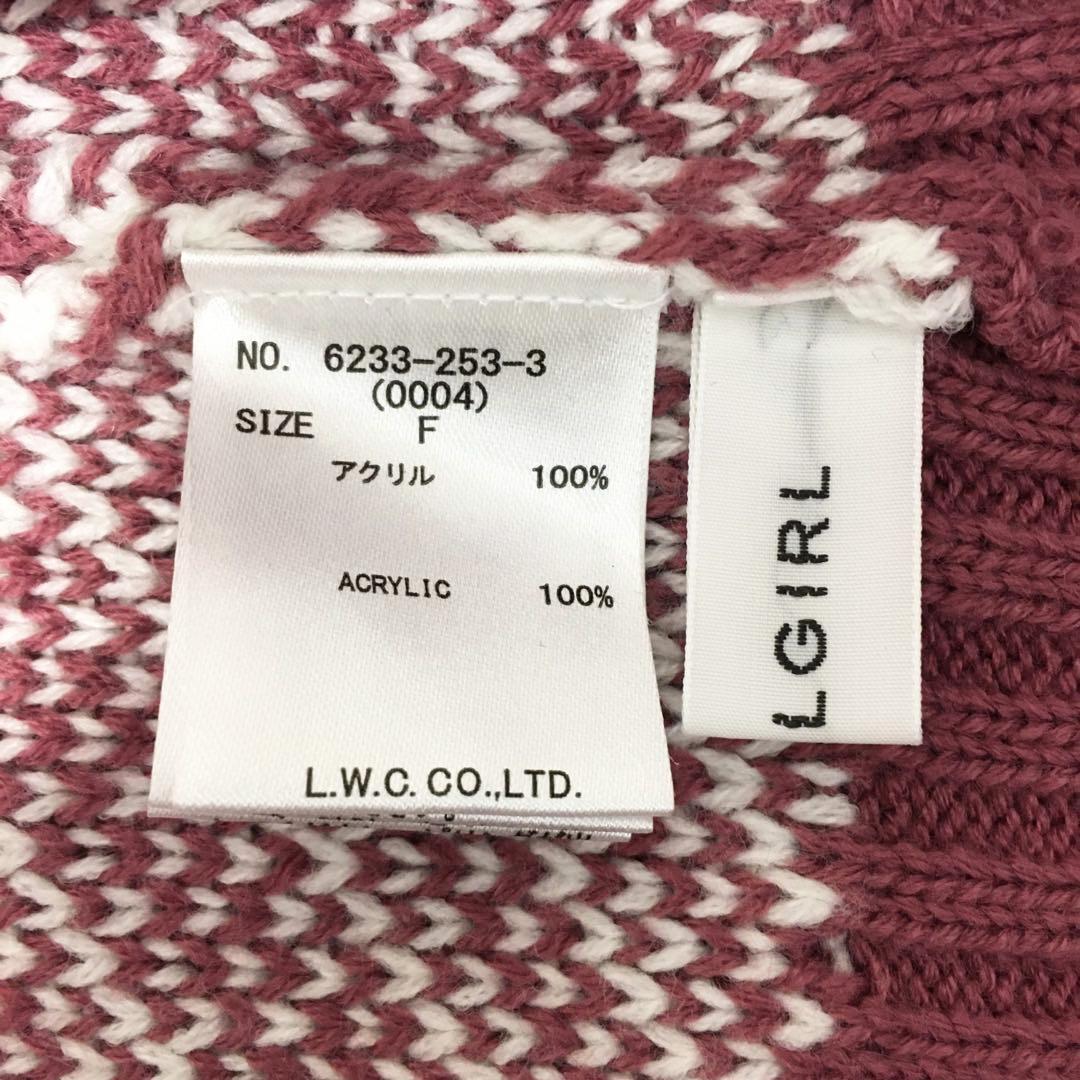 NO. 6233-253-3
(0004)
SIZE F
アクリル 100%
ACRYLIC 100%
L.W.C. CO.,LTD.
LGIRL